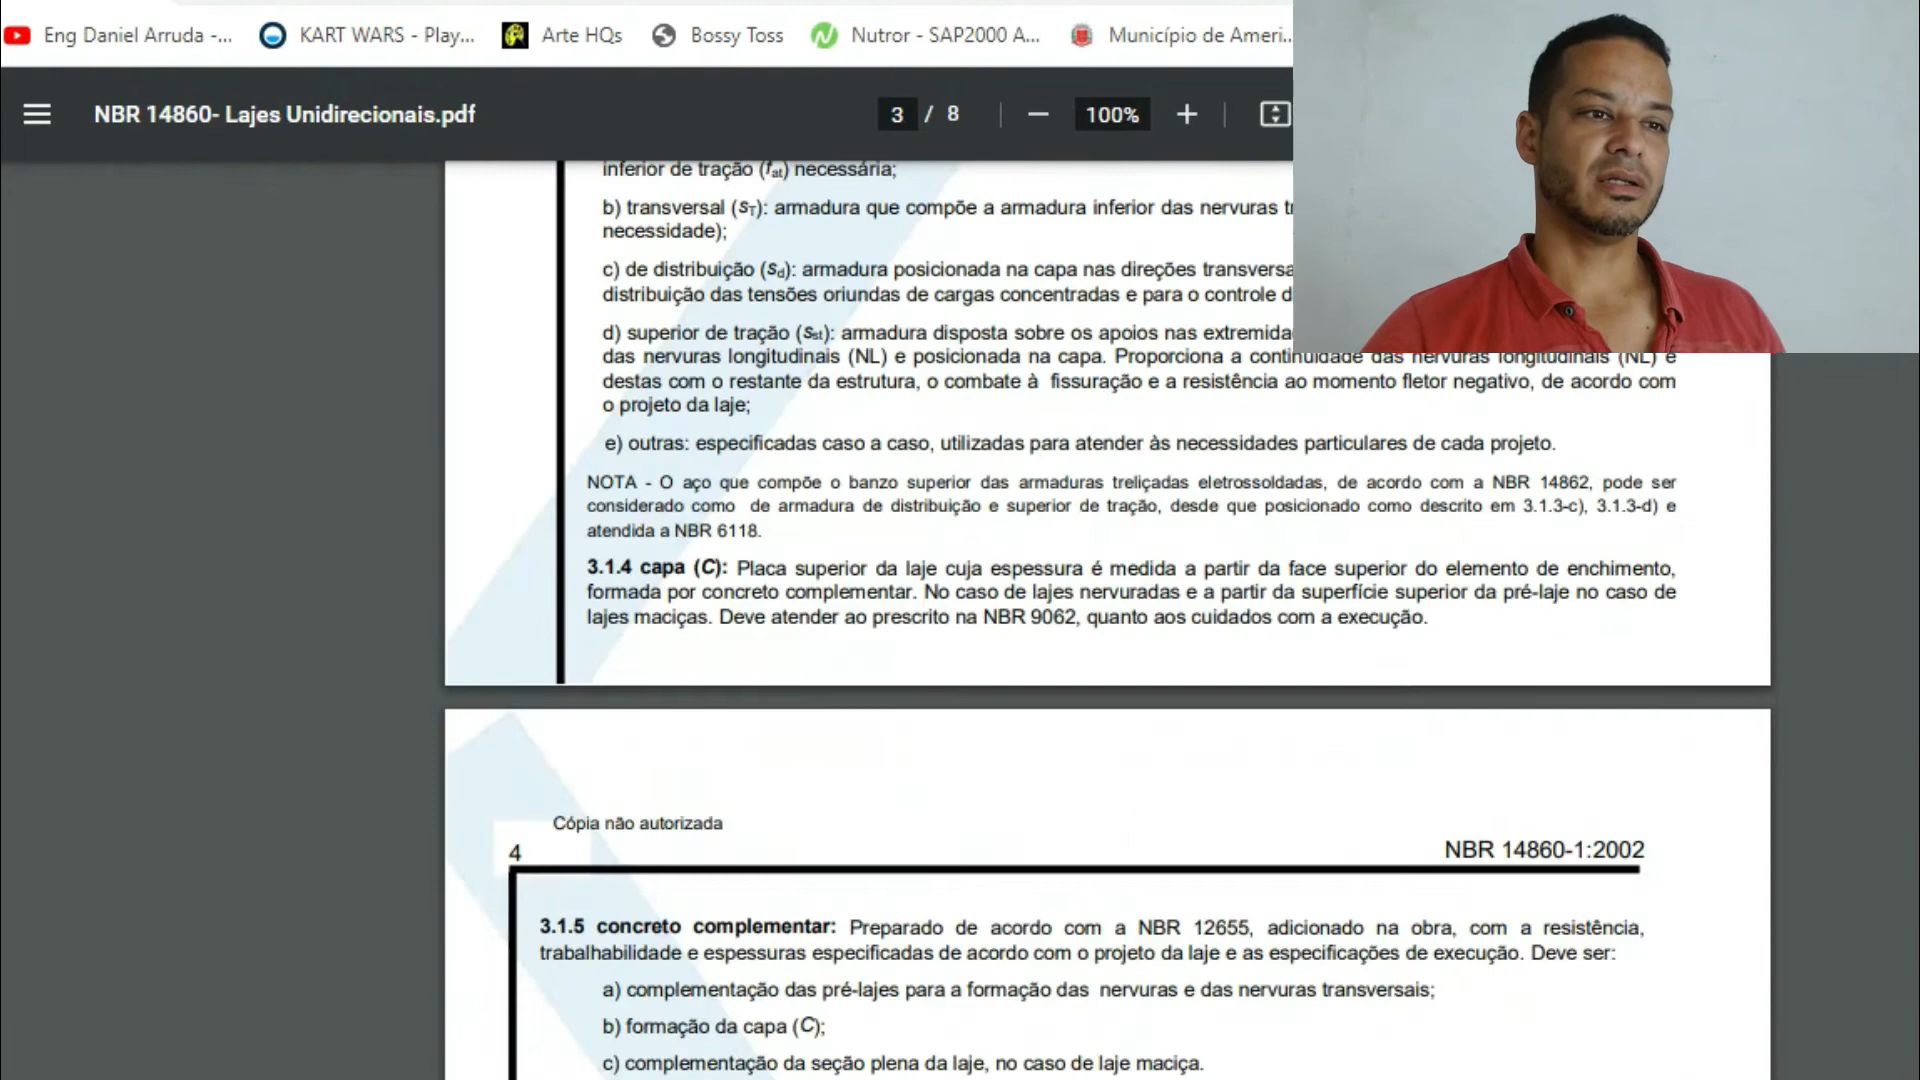 Eng Daniel Arruda -...
KART WARS - Play...
Arte HQs
Bossy Toss
Nutror - SAP2000 A...
Município de Ameri...
NBR 14860- Lajes Unidirecionais.pdf
3 / 8
100%
inferior de tração (fat) necessária;
b) transversal (ST): armadura que compõe a armadura inferior das nervuras
necessidade);
c) de distribuição (Sd): armadura posicionada na capa nas direções transversa
distribuição das tensões oriundas de cargas concentradas e para o controle d
d) superior de tração (Sst): armadura disposta sobre os apoios nas extremida
das nervuras longitudinais (NL) e posicionada na capa. Proporciona a continuidade das nervuras longitudinais (NL) e
destas com o restante da estrutura, o combate à fissuração e a resistência ao momento fletor negativo, de acordo com
o projeto da laje;
e) outras: especificadas caso a caso, utilizadas para atender às necessidades particulares de cada projeto.
NOTA - O aço que compõe o banzo superior das armaduras treliçadas eletrossoldadas, de acordo com a NBR 14862, pode ser
considerado como de armadura de distribuição e superior de tração, desde que posicionado como descrito em 3.1.3-c), 3.1.3-d) e
atendida a NBR 6118.
3.1.4 capa (C): Placa superior da laje cuja espessura é medida a partir da face superior do elemento de enchimento,
formada por concreto complementar. No caso de lajes nervuradas e a partir da superfície superior da pré-laje no caso de
lajes maciças. Deve atender ao prescrito na NBR 9062, quanto aos cuidados com a execução.
Cópia não autorizada
4
NBR 14860-1:2002
3.1.5 concreto complementar: Preparado de acordo com a NBR 12655, adicionado na obra, com a resistência,
trabalhabilidade e espessuras especificadas de acordo com o projeto da laje e as especificações de execução. Deve ser:
a) complementação das pré-lajes para a formação das nervuras e das nervuras transversais;
b) formação da capa (C);
c) complementação da seção plena da laje, no caso de laje maciça.